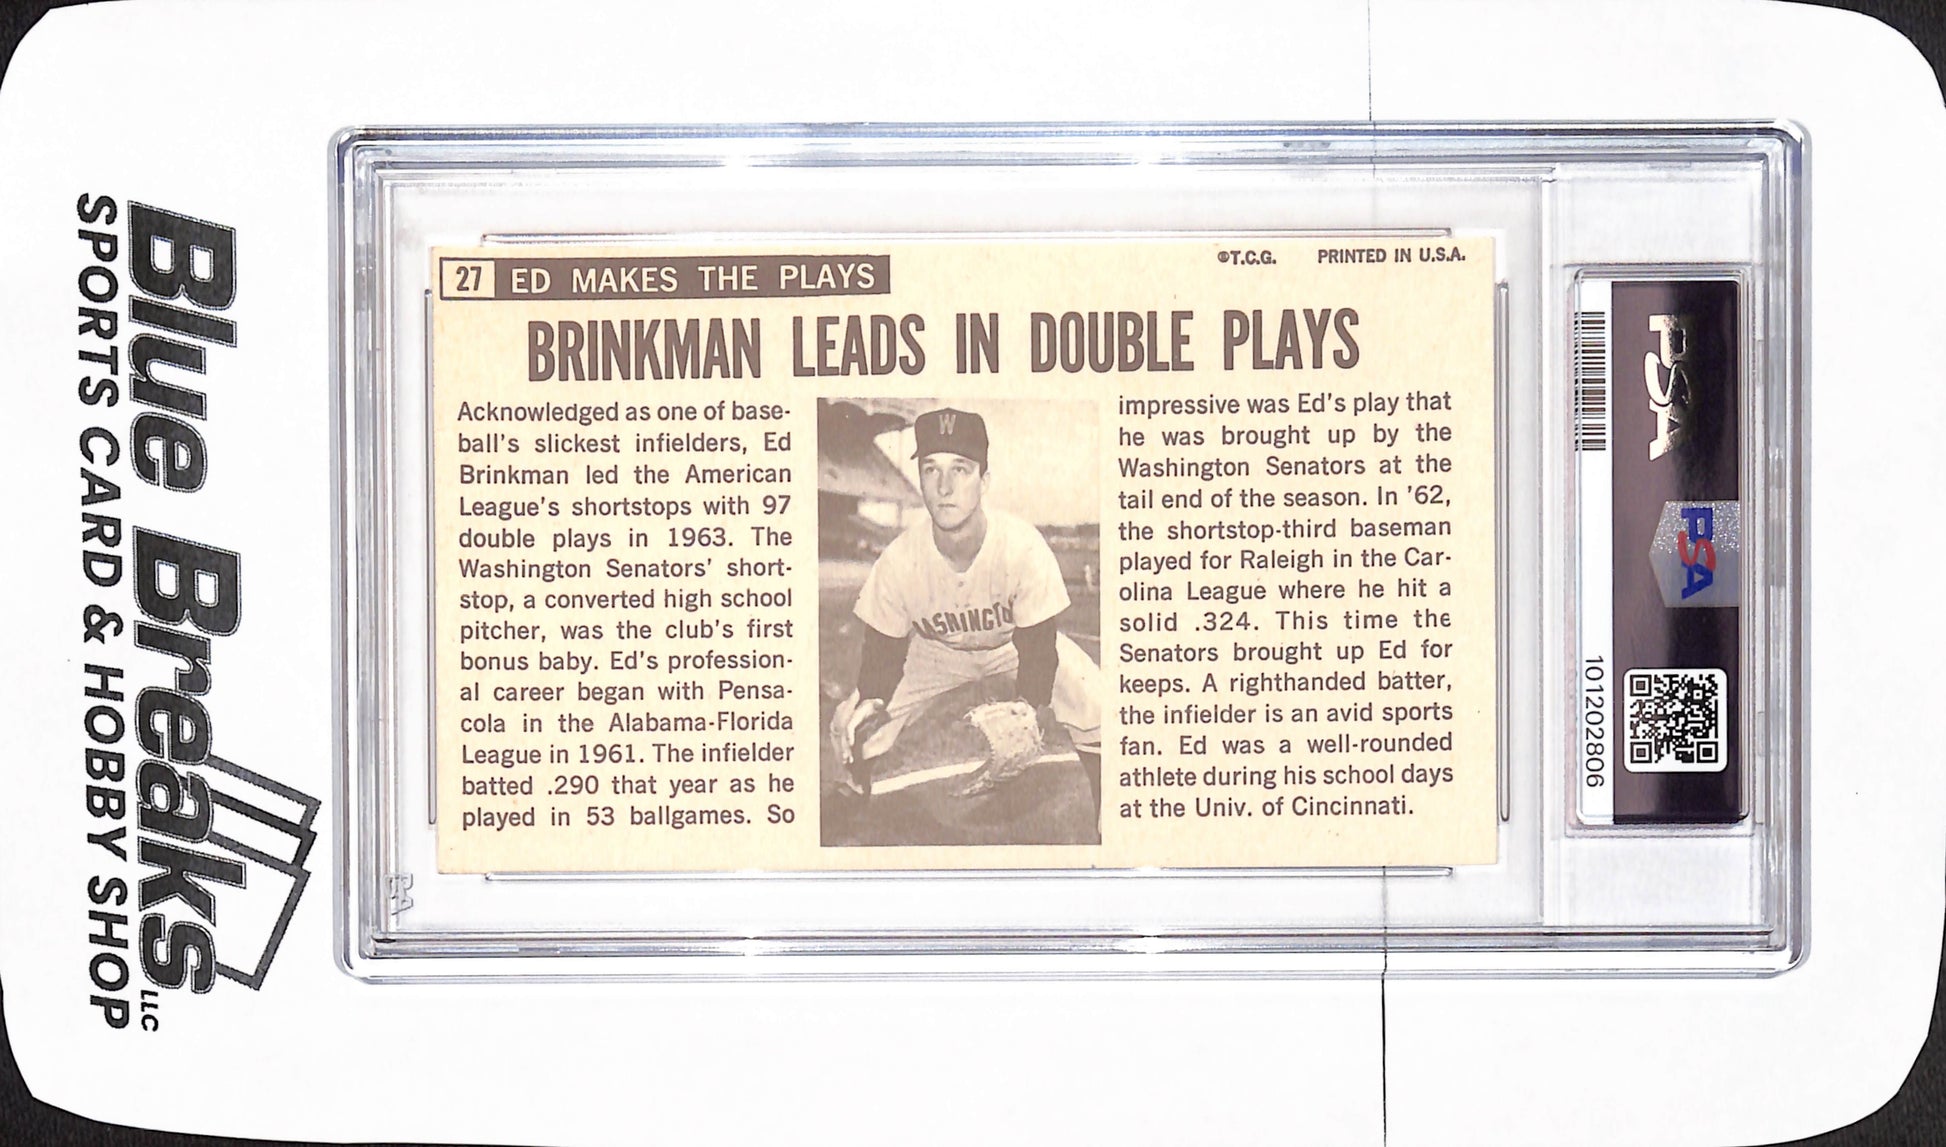 Blue Breaks LLC
SPORTS CARD & HOBBY SHOP
27 ED MAKES THE PLAYS
©T.C.G. PRINTED IN U.S.A.
BRINKMAN LEADS IN DOUBLE PLAYS
Acknowledged as one of base-
ball's slickest infielders, Ed
Brinkman led the American
League's shortstops with 97
double plays in 1963. The
Washington Senators' short-
stop, a converted high school
pitcher, was the club's first
bonus baby. Ed's profession-
al career began with Pensa-
cola in the Alabama-Florida
League in 1961. The infielder
batted .290 that year as he
played in 53 ballgames. So
W
WASHINGTO
impressive was Ed's play that
he was brought up by the
Washington Senators at the
tail end of the season. In '62,
the shortstop-third baseman
played for Raleigh in the Car-
olina League where he hit a
solid .324. This time the
Senators brought up Ed for
keeps. A righthanded batter,
the infielder is an avid sports
fan. Ed was a well-rounded
athlete during his school days
at the Univ. of Cincinnati.
PSA
PSA
101202806